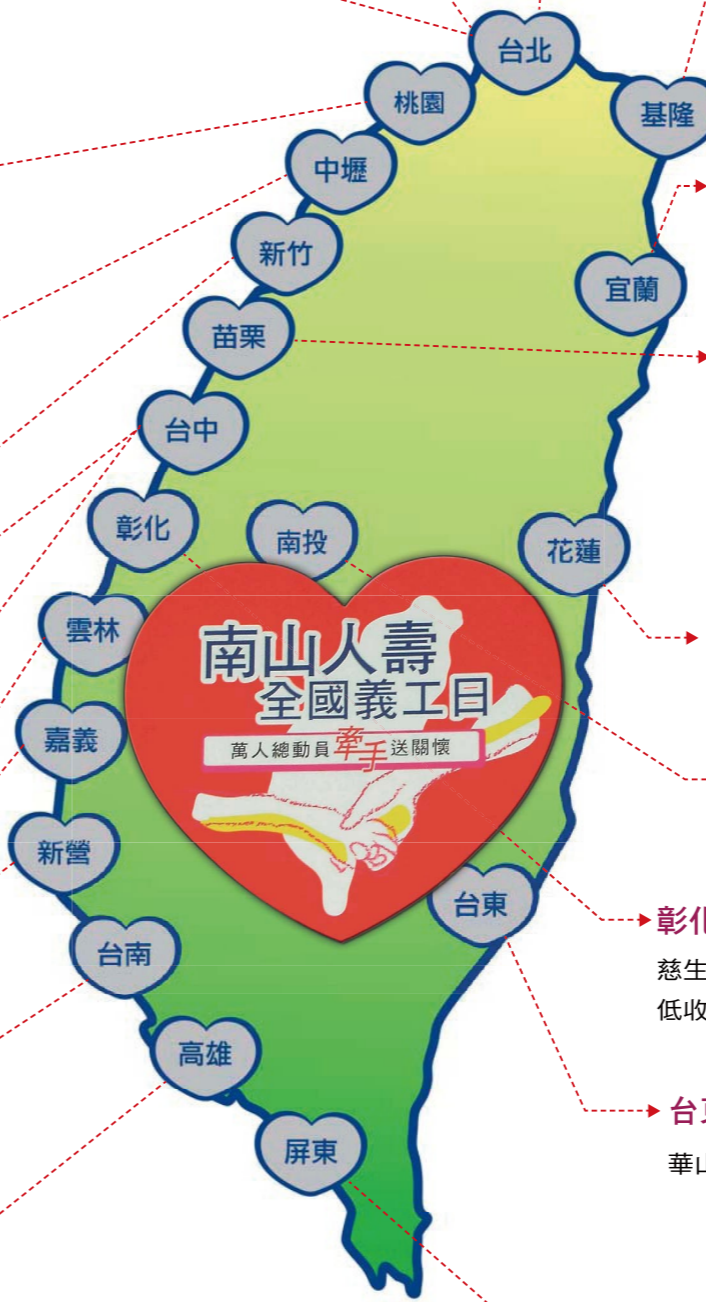 台北
桃園
基隆
中壢
新竹
宜蘭
苗栗
台中
彰化
南投
花蓮
雲林
南山人壽
全國義工日
萬人總動員牽手送關懷
嘉義
新營
台東
彰化
慈生
低收
台南
高雄
台東
華山
屏東